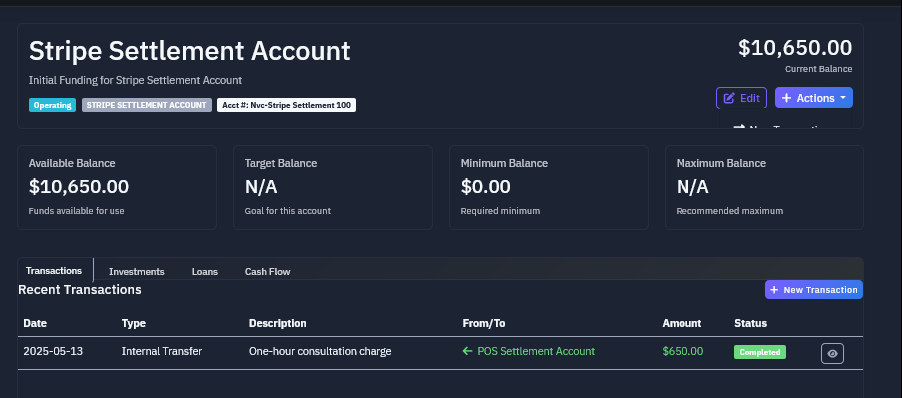 Stripe Settlement Account
$10,650.00
Initial Funding for Stripe Settlement Account
Current Balance
Operating STRIPE SETTLEMENT ACCOUNT Acct #: Nvc-Stripe Settlement 100
Edit + Actions
New Transaction
Available Balance Target Balance Minimum Balance Maximum Balance
$10,650.00 N/A $0.00 N/A
Funds available for use Goal for this account Required minimum Recommended maximum
Transactions Investments Loans Cash Flow
Recent Transactions + New Transaction
Date Type Description From/To Amount Status
2025-05-13 Internal Transfer One-hour consultation charge ← POS Settlement Account $650.00 Completed